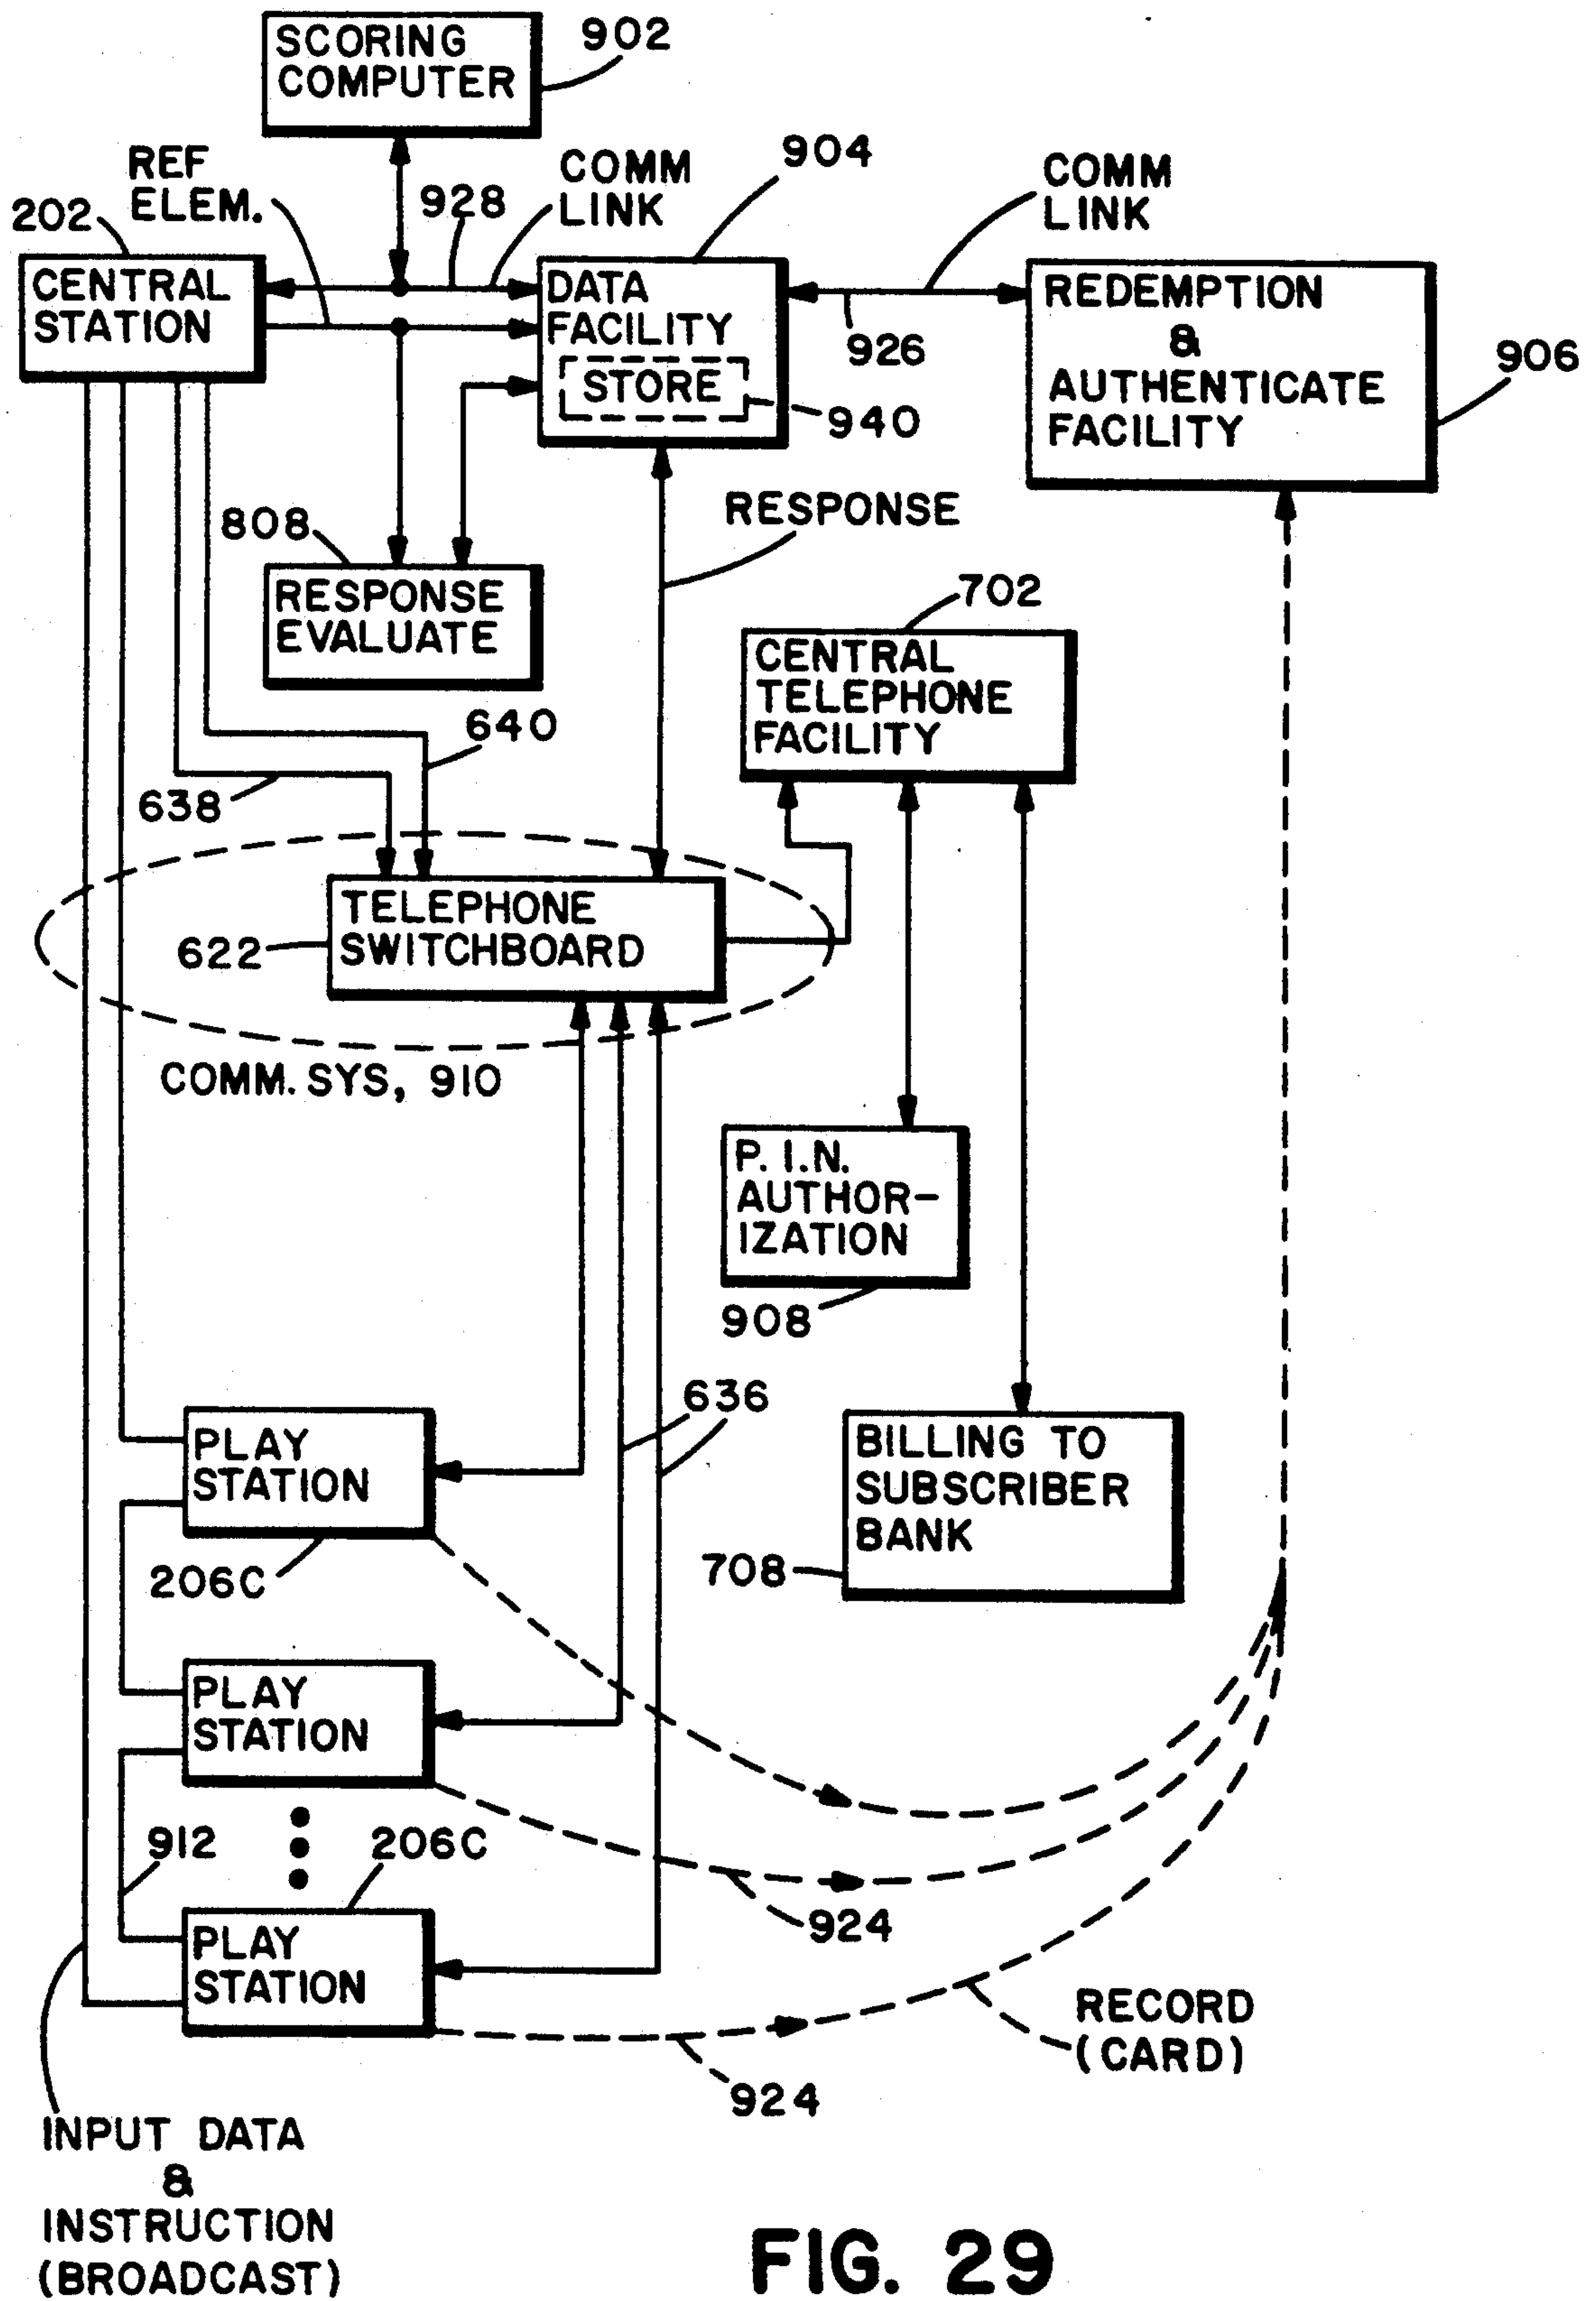 SCORING
COMPUTER
902
REF
ELEM.
928
COMM
LINK
904
COMM
LINK
202
CENTRAL
STATION
DATA
FACILITY
STORE
940
926
REDEMPTION
&
AUTHENTICATE
FACILITY
906
808
RESPONSE
EVALUATE
RESPONSE
702
CENTRAL
TELEPHONE
FACILITY
640
638
TELEPHONE
SWITCHBOARD
622
COMM. SYS, 910
P. I.N.
AUTHOR-
IZATION
908
636
PLAY
STATION
206C
BILLING TO
SUBSCRIBER
BANK
708
PLAY
STATION
912
206C
924
PLAY
STATION
RECORD
(CARD)
924
INPUT DATA
&
INSTRUCTION
(BROADCAST)
FIG. 29